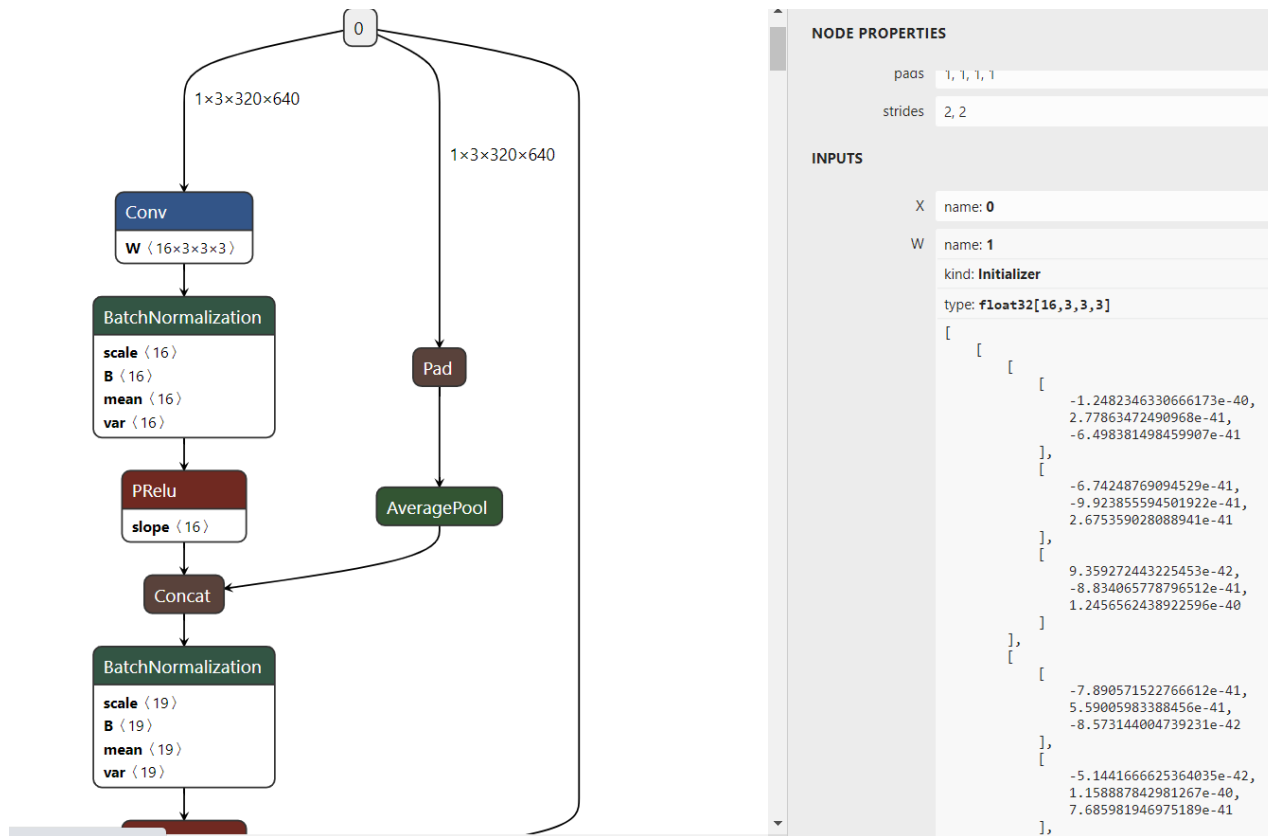 0
1×3×320×640
1×3×320×640
Conv
W〈16×3×3×3〉
BatchNormalization
scale〈16〉
B〈16〉
mean〈16〉
var〈16〉
Pad
PRelu
slope〈16〉
AveragePool
Concat
BatchNormalization
scale〈19〉
B〈19〉
mean〈19〉
var〈19〉
NODE PROPERTIES
pads 1, 1, 1, 1
strides 2, 2
INPUTS
X name: 0
W name: 1
kind: Initializer
type: float32[16,3,3,3]
[
[
[
[
-1.2482346330666173e-40,
2.77863472490968e-41,
-6.498381498459907e-41
],
[
-6.74248769094529e-41,
-9.923855594501922e-41,
2.675359028088941e-41
],
[
9.359272443225453e-42,
-8.834065778796512e-41,
1.2456562438922596e-40
]
],
[
[
-7.890571522766612e-41,
5.59005983388456e-41,
-8.573144004739231e-42
],
[
-5.1441666625364035e-42,
1.158887842981267e-40,
7.685981946975189e-41
],